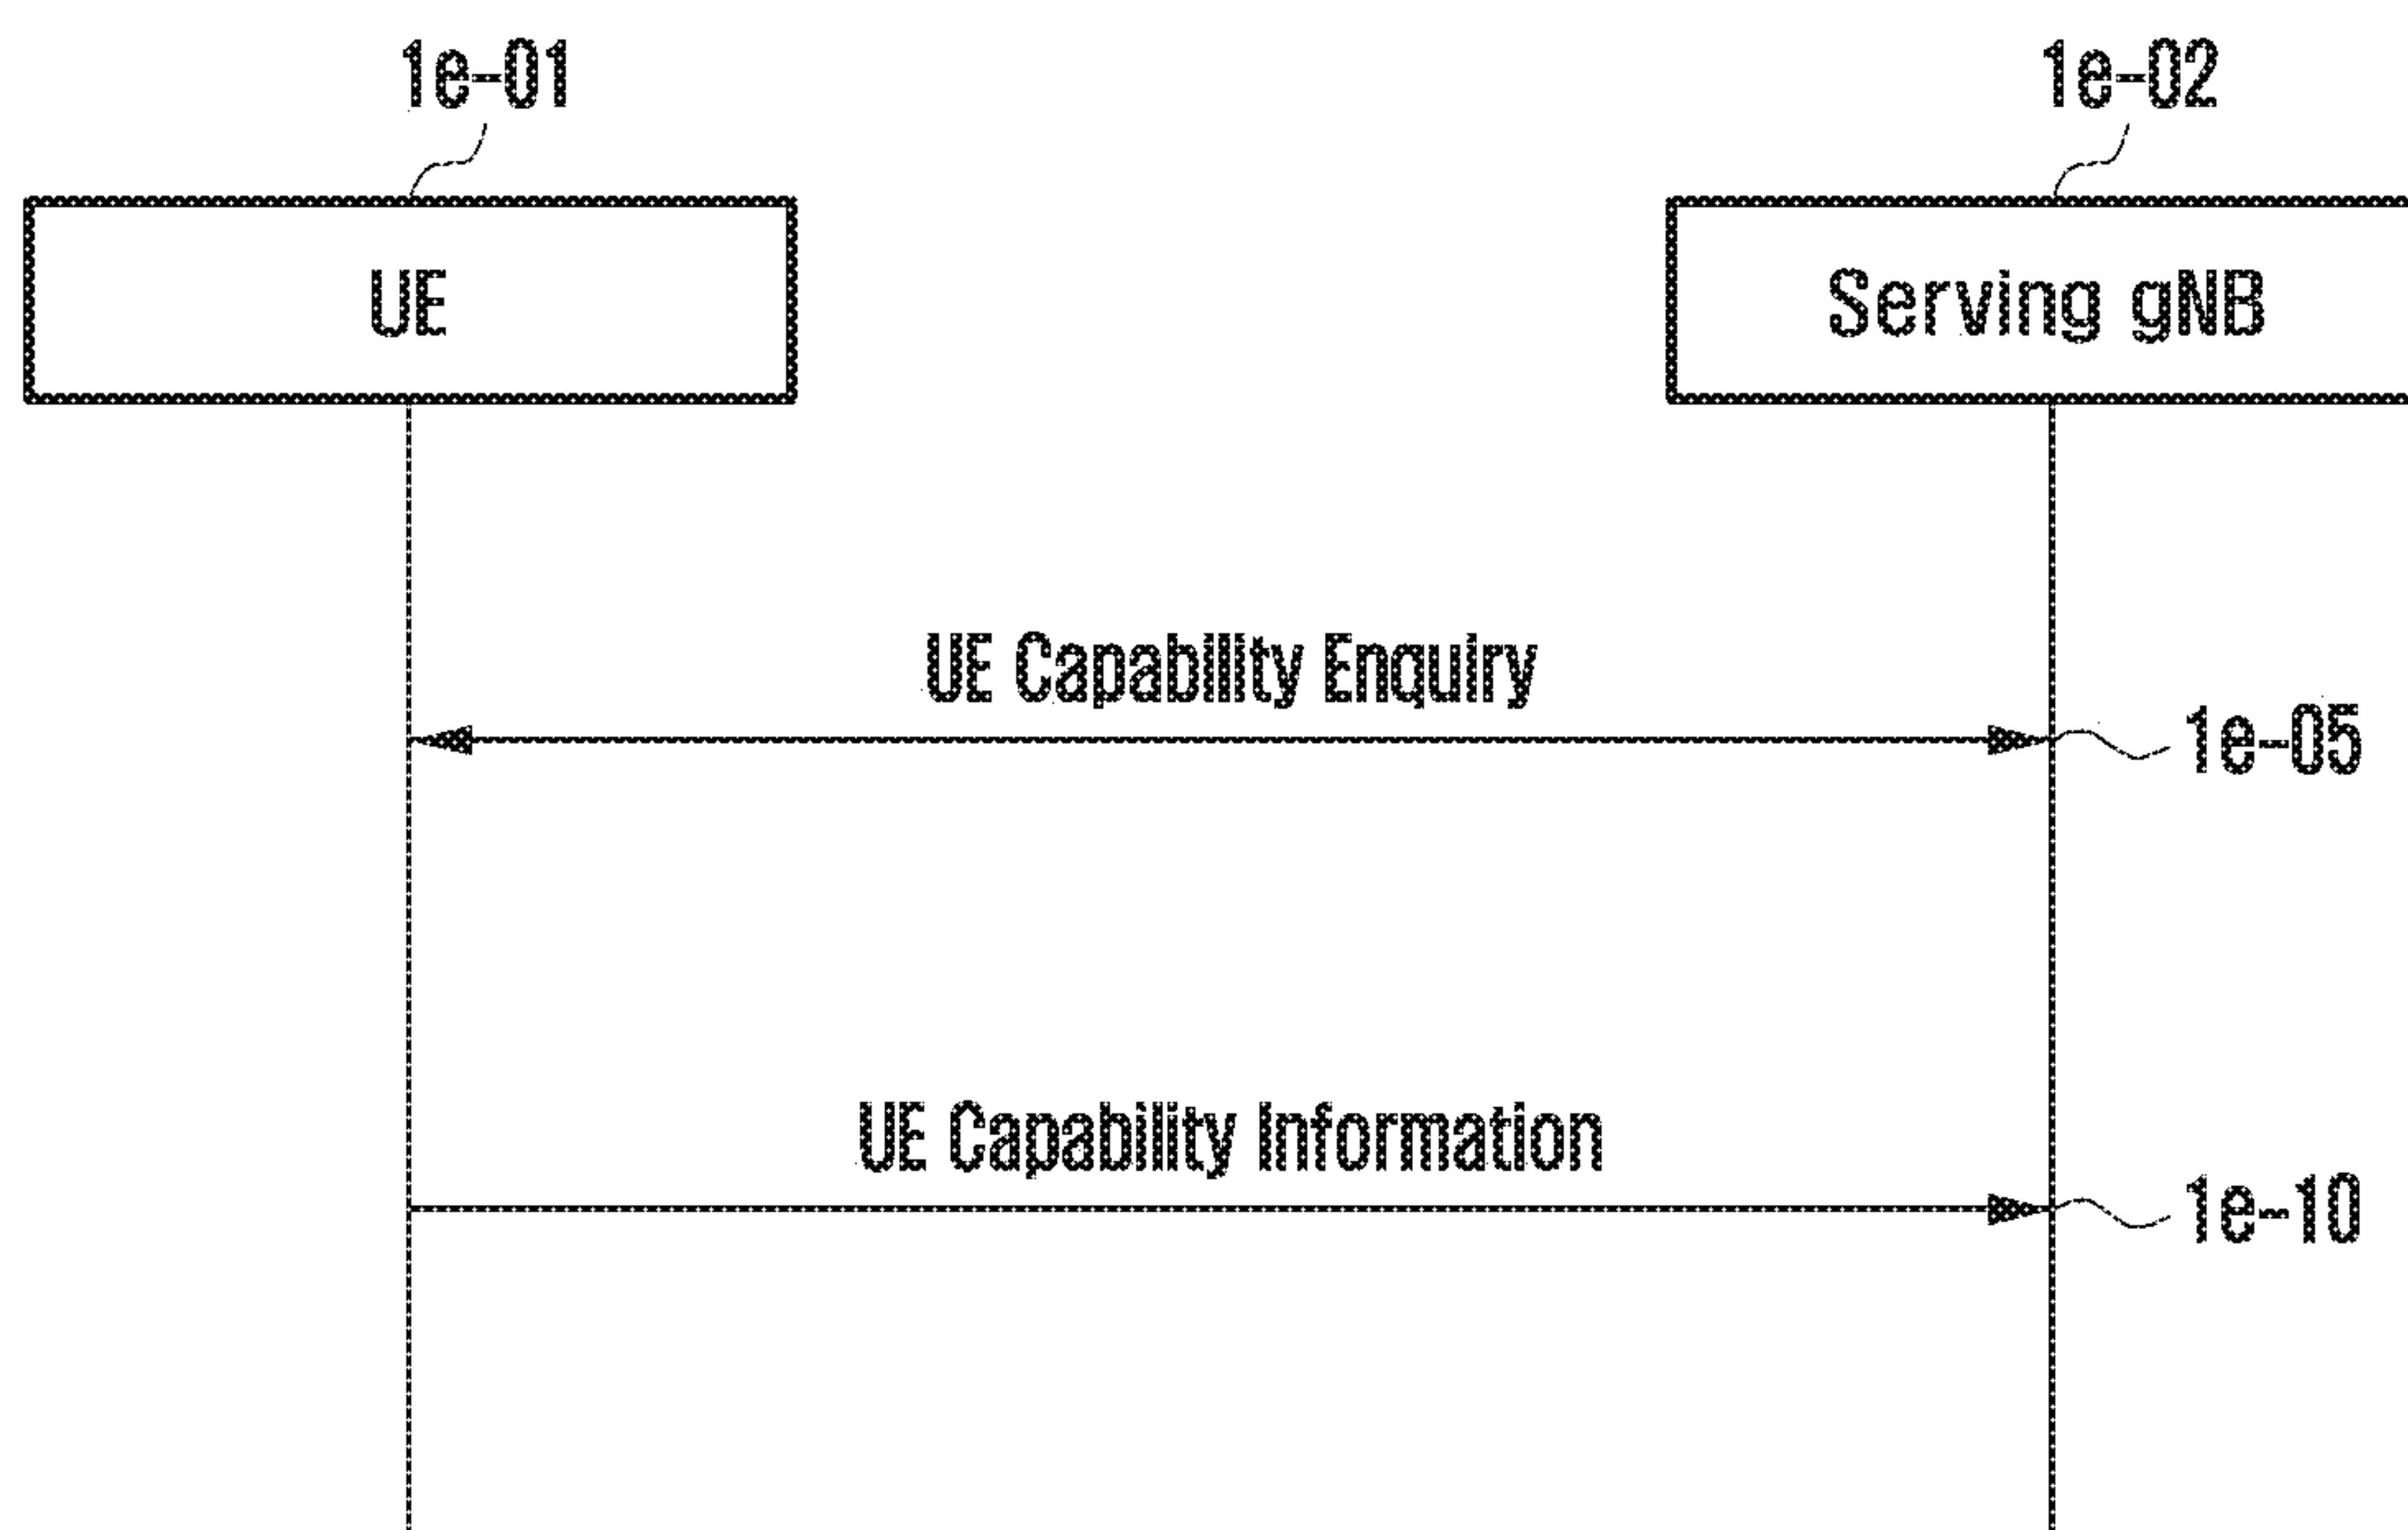 1e-01
1e-02
UE
Serving gNB
UE Capability Enquiry
1e-05
UE Capability Information
1e-10